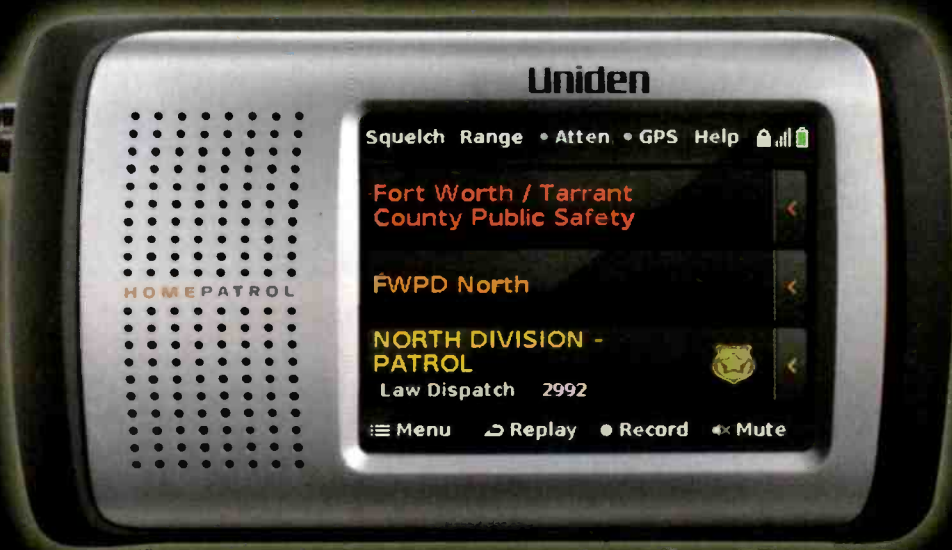 Uniden
Squelch Range • Atten • GPS Help
Fort Worth / Tarrant
County Public Safety
HOMEPATROL
FWPD North
NORTH DIVISION -
PATROL
Law Dispatch 2992
Menu Replay Record Mute